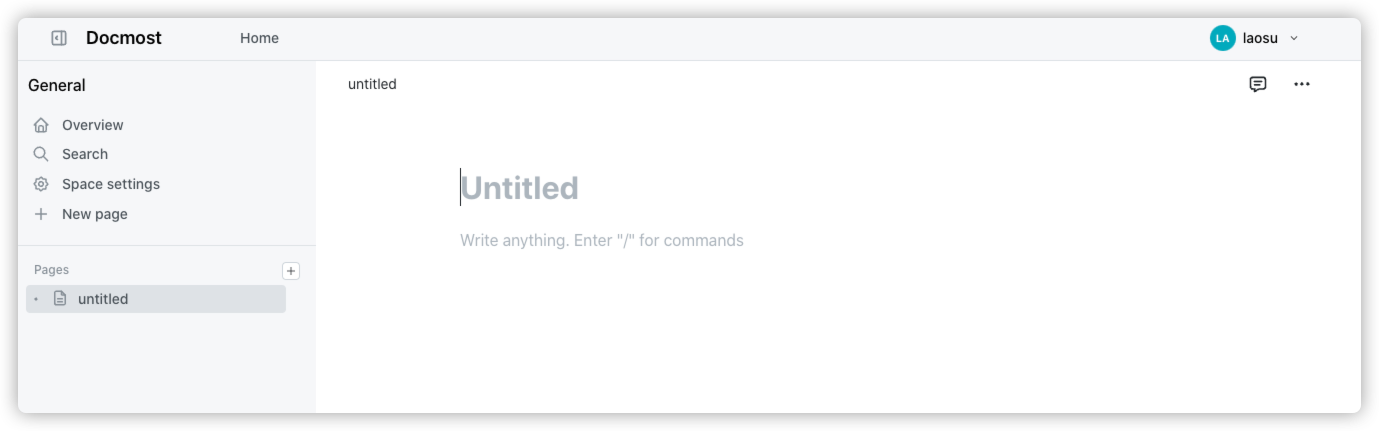 Docmost
Home
LA
laosu
General
Overview
Search
Space settings
New page
Pages
untitled
untitled
Untitled
Write anything. Enter "/" for commands